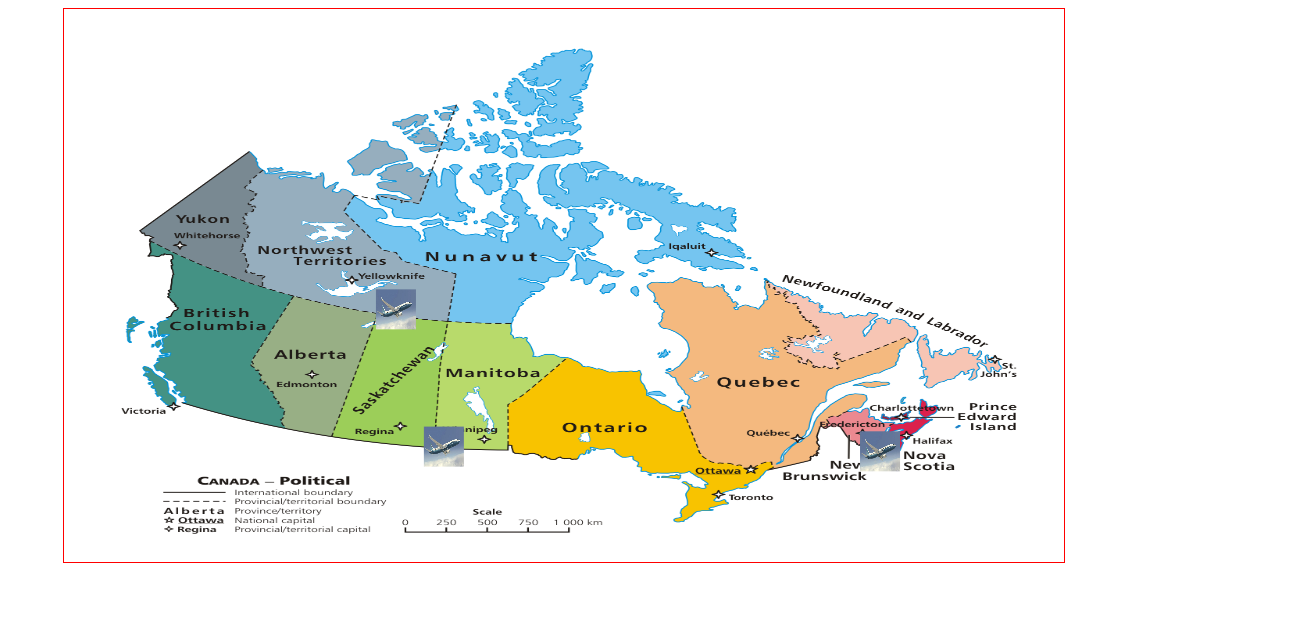 Yukon
Whitehorse
Northwest
Territories
Yellowknife
Nunavut
Iqaluit
British
Columbia
Victoria
Alberta
Edmonton
Saskatchewan
Regina
Manitoba
nipeg
Ontario
Ottawa
Toronto
Quebec
Québec
Newfoundland and Labrador
St.
John's
Prince
Edward
Island
Charlottetown
Fredericton
Halifax
Nova
Scotia
New
Brunswick
CANADA – Political
International boundary
Provincial/territorial boundary
Alberta Province/territory
Ottawa National capital
Regina Provincial/territorial capital
Scale
0 250 500 750 1 000 km